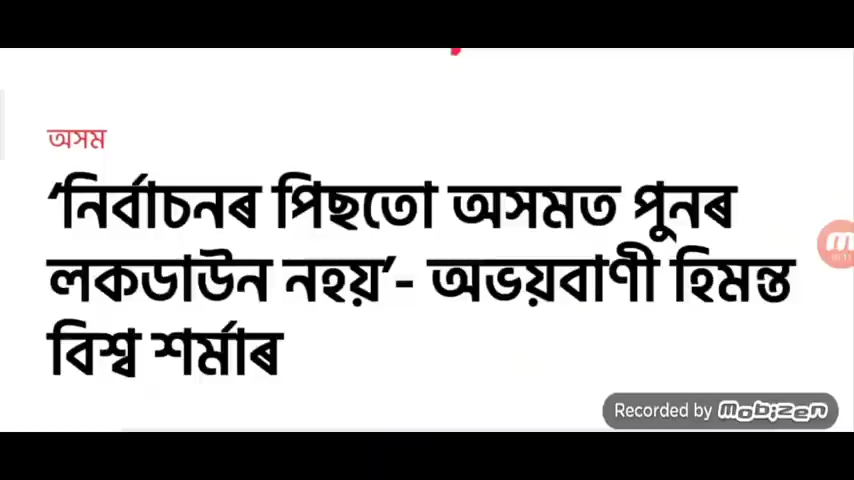 অসম
‘নিৰ্বাচনৰ পিছতো অসমত পুনৰ
লকডাউন নহয়’- অভয়বাণী হিমন্ত
বিশ্ব শৰ্মাৰ
Recorded by Mobizen